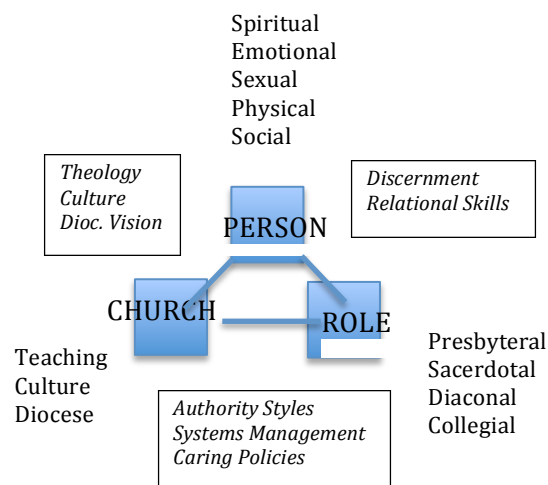 Spiritual
Emotional
Sexual
Physical
Social
Theology
Culture
Dioc. Vision
Discernment
Relational Skills
PERSON
CHURCH
ROLE
Teaching
Culture
Diocese
Presbyteral
Sacerdotal
Diaconal
Collegial
Authority Styles
Systems Management
Caring Policies